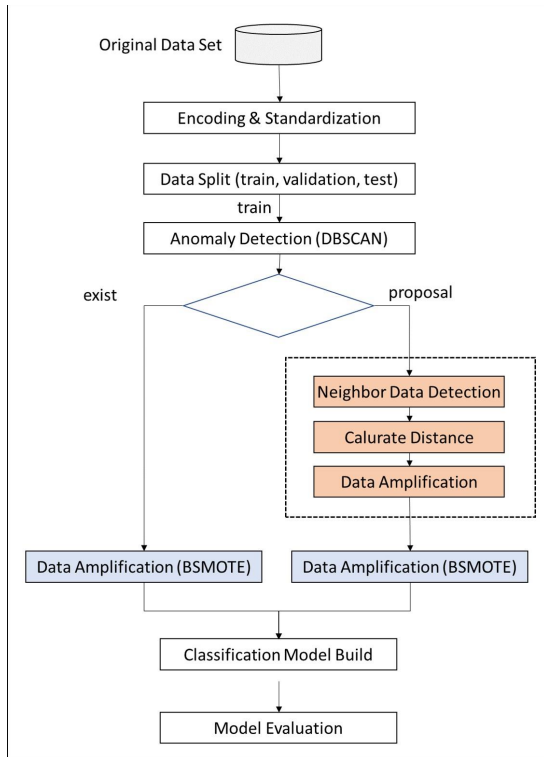 Original Data Set
Encoding & Standardization
Data Split (train, validation, test)
train
Anomaly Detection (DBSCAN)
exist
proposal
Neighbor Data Detection
Calurate Distance
Data Amplification
Data Amplification (BSMOTE)
Data Amplification (BSMOTE)
Classification Model Build
Model Evaluation